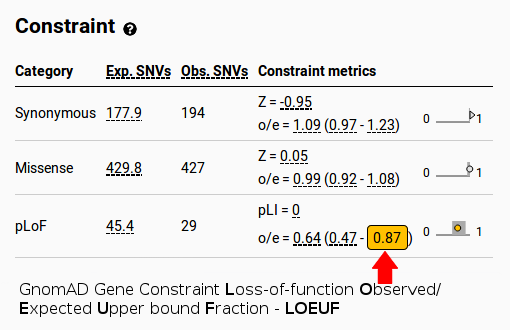 Constraint ?
Category Exp. SNVs Obs. SNVs Constraint metrics
Synonymous 177.9 194 Z = -0.95
o/e = 1.09 (0.97 - 1.23) 0 1
Missense 429.8 427 Z = 0.05
o/e = 0.99 (0.92 - 1.08) 0 1
pLoF 45.4 29 pLI = 0
o/e = 0.64 (0.47 - 0.87) 0 1
GnomAD Gene Constraint Loss-of-function Observed/
Expected Upper bound Fraction - LOEUF